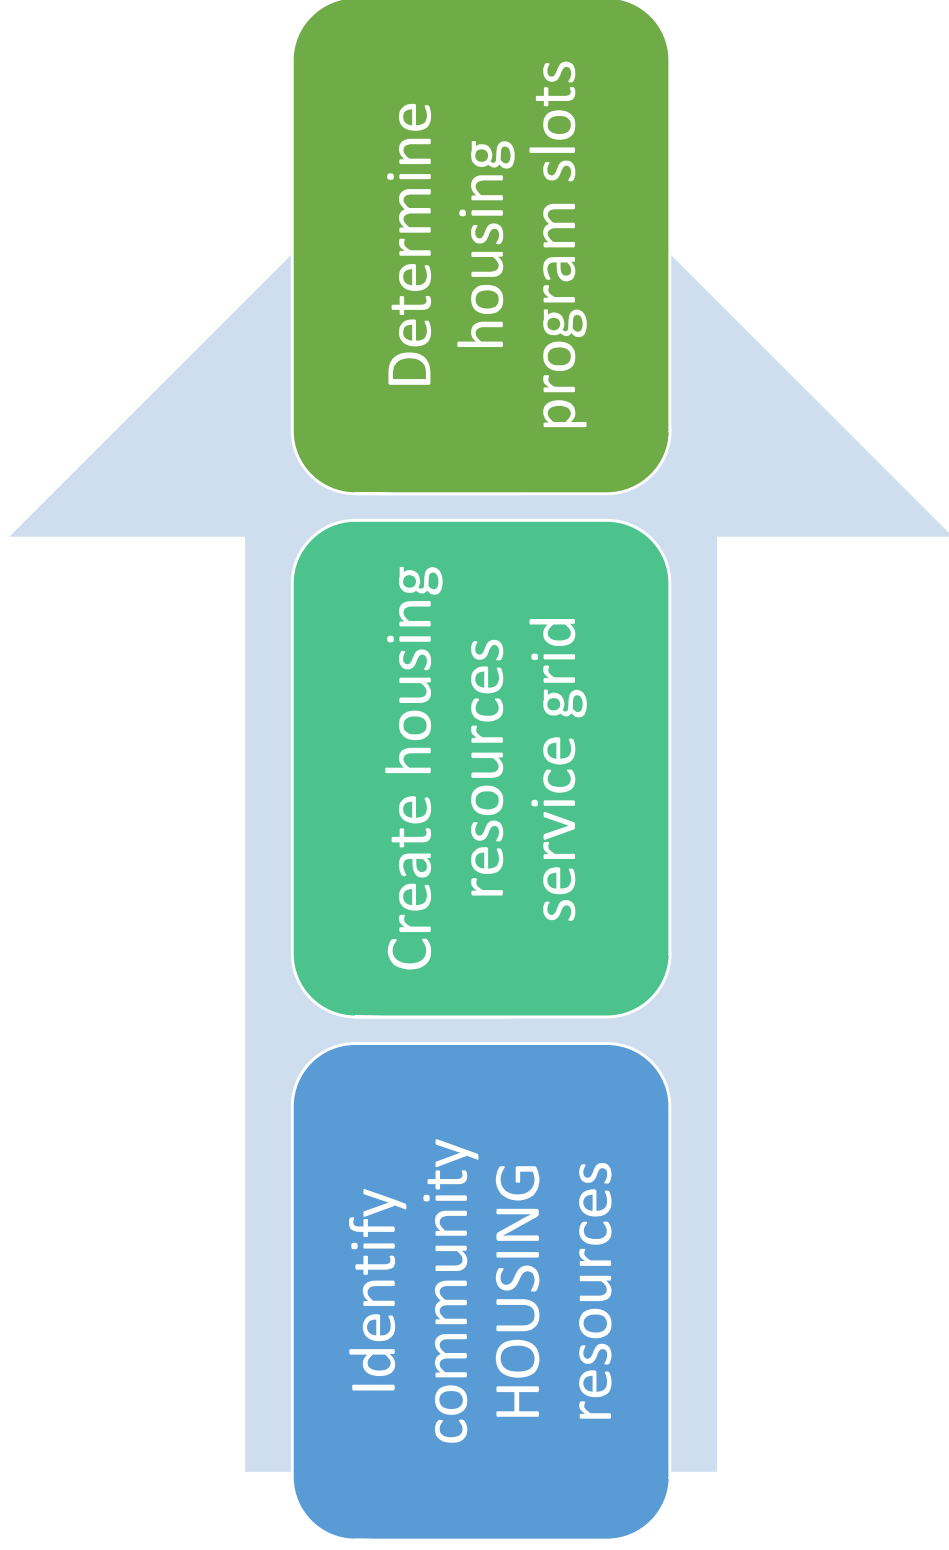 Identify
community
HOUSING
resources
Create housing
resources
service grid
Determine
housing
program slots